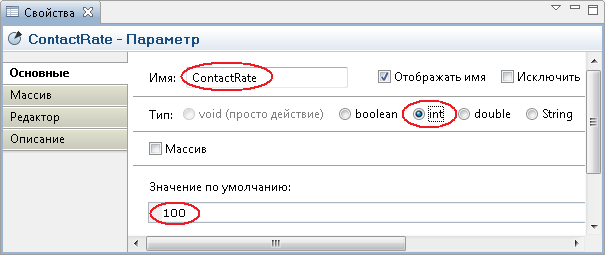 Свойства
ContactRate - Параметр
Основные
Массив
Редактор
Описание
Имя: ContactRate Отображать имя Исключить
Тип: void (просто действие) boolean int double String
Массив
Значение по умолчанию:
100